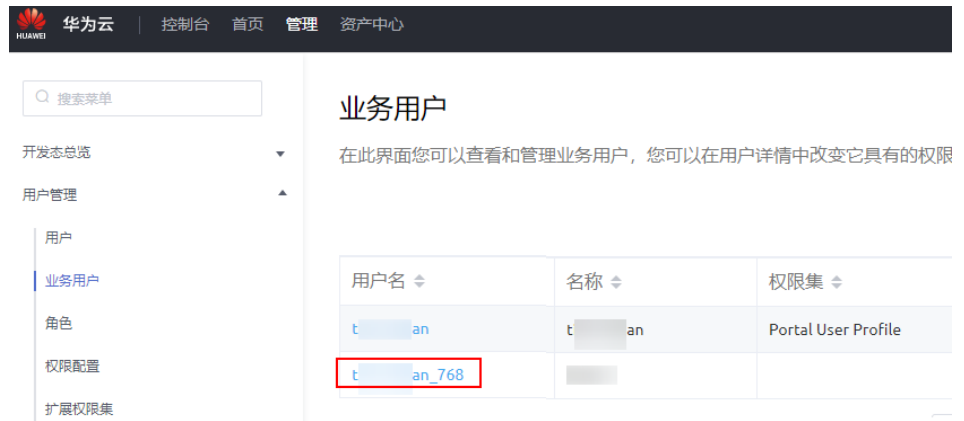 HUAWEI 华为云 控制台 首页 管理 资产中心
搜索菜单
开发态总览
用户管理
用户
业务用户
角色
权限配置
扩展权限集
业务用户
在此界面您可以查看和管理业务用户，您可以在用户详情中改变它具有的权限
用户名 名称 权限集
t an t an Portal User Profile
t an_768